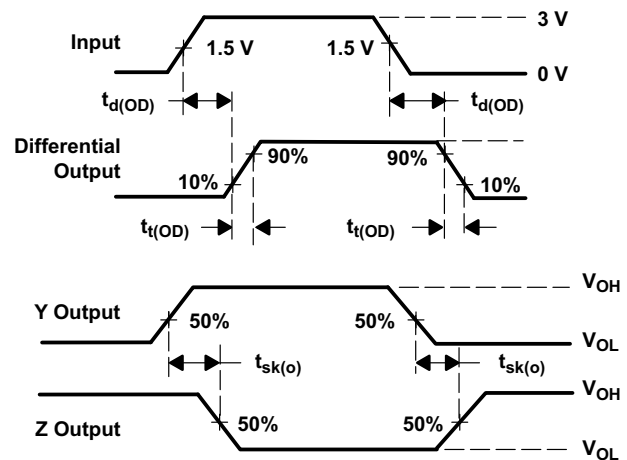 3 V
Input
1.5 V
1.5 V
0 V
td(OD)
td(OD)
Differential
Output
90%
90%
10%
10%
tt(OD)
tt(OD)
VOH
Y Output
50%
50%
VOL
tsk(o)
tsk(o)
VOH
Z Output
50%
50%
VOL